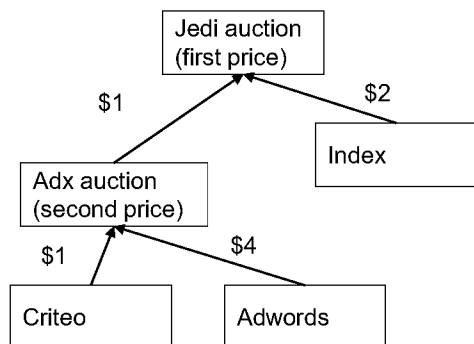 Jedi auction
(first price)
$1
$2
Index
Adx auction
(second price)
$1
$4
Criteo
Adwords